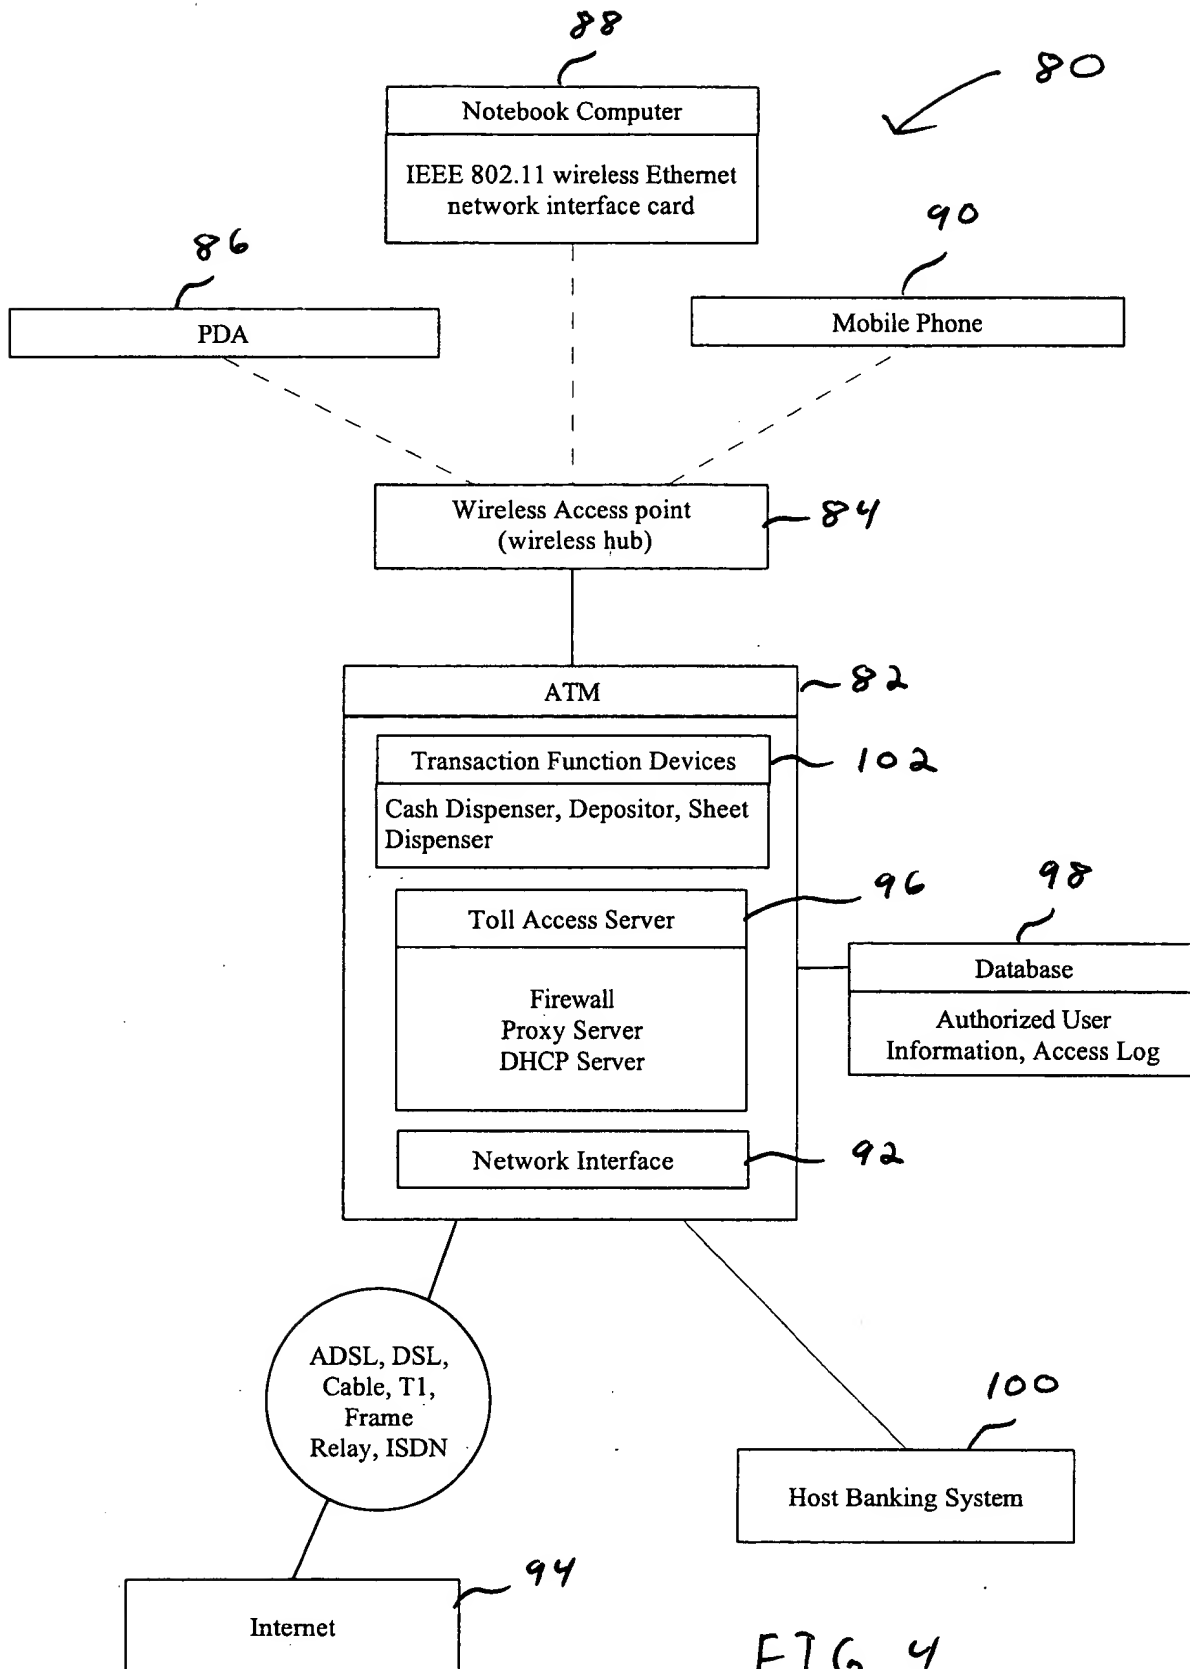 88
80
Notebook Computer
IEEE 802.11 wireless Ethernet
network interface card
90
86
PDA
Mobile Phone
Wireless Access point
(wireless hub)
84
ATM
82
Transaction Function Devices
102
Cash Dispenser, Depositor, Sheet
Dispenser
96
98
Toll Access Server
Database
Firewall
Proxy Server
DHCP Server
Authorized User
Information, Access Log
Network Interface
92
ADSL, DSL,
Cable, T1,
Frame
Relay, ISDN
100
Host Banking System
94
Internet
FIG 4